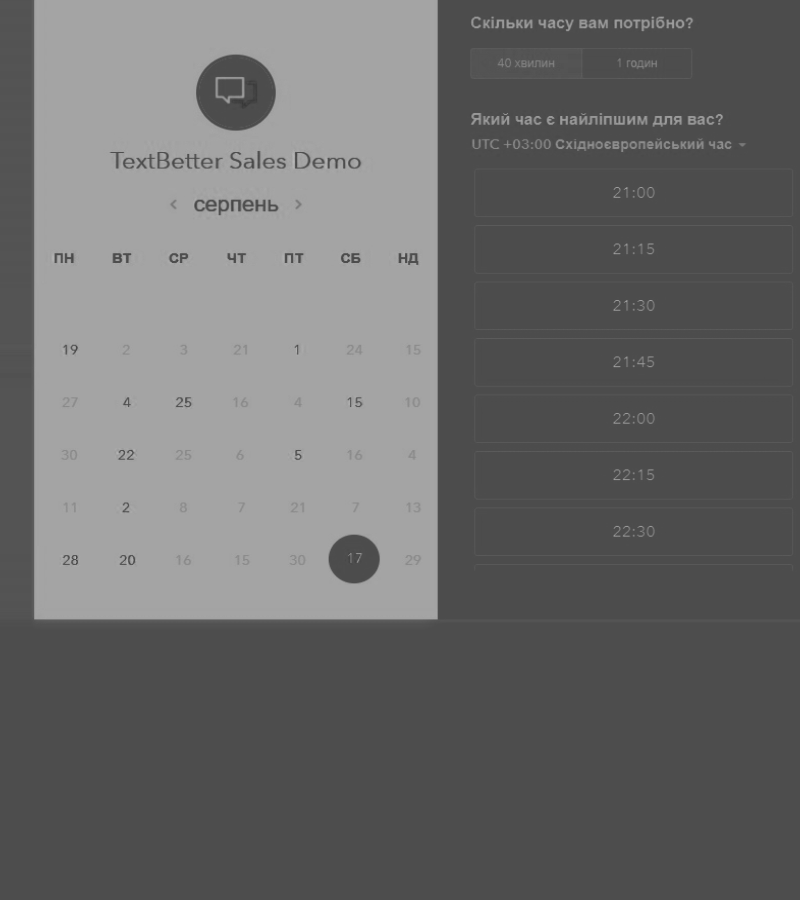 TextBetter Sales Demo
серпень
ПН ВТ СР ЧТ ПТ СБ НД
19 2 3 21 1 24 15
27 4 25 16 4 15 10
30 22 25 6 5 16 4
11 2 8 7 21 7 13
28 20 16 15 30 17 29
Скільки часу вам потрібно?
40 хвилин 1 годин
Який час є найліпшим для вас?
UTC +03:00 Східноєвропейський час
21:00
21:15
21:30
21:45
22:00
22:15
22:30